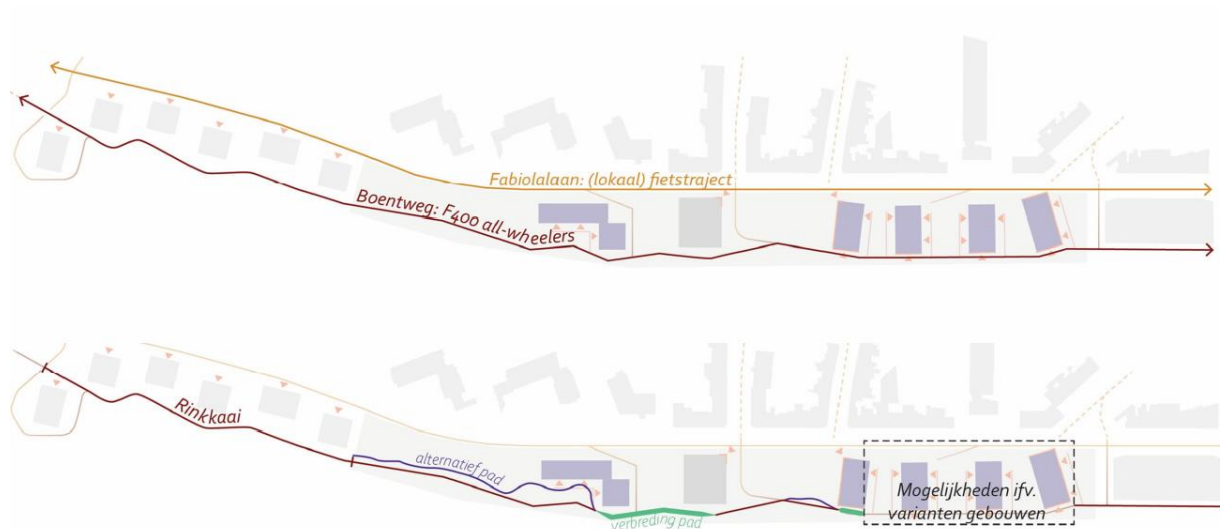 Fabiolalaan: (lokaal) fietstraject
Boentweg: F400 all-wheelers
Rinkkaai
alternatief pad
verbreding pad
Mogelijkheden ifv.
varianten gebouwen